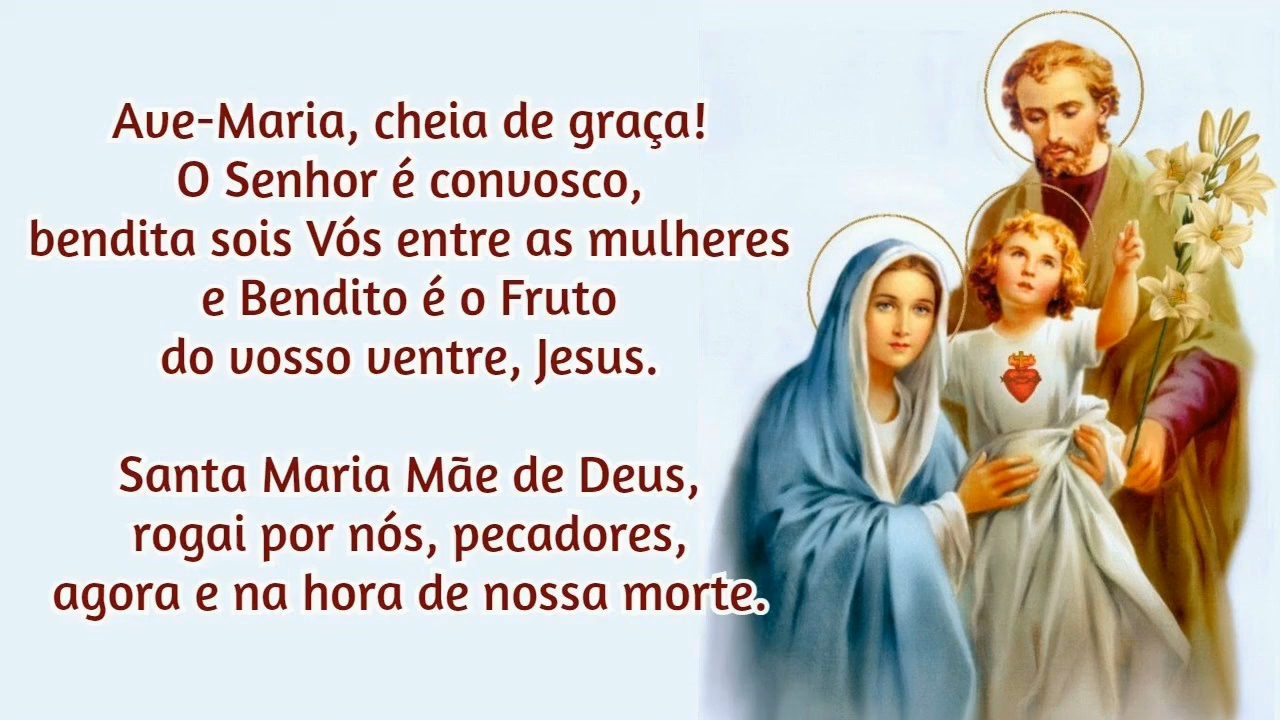 Ave-Maria, cheia de graça!
O Senhor é convosco,
bendita sois Vós entre as mulheres
e Bendito é o Fruto
do vosso ventre, Jesus.
Santa Maria Mãe de Deus,
rogai por nós, pecadores,
agora e na hora de nossa morte.